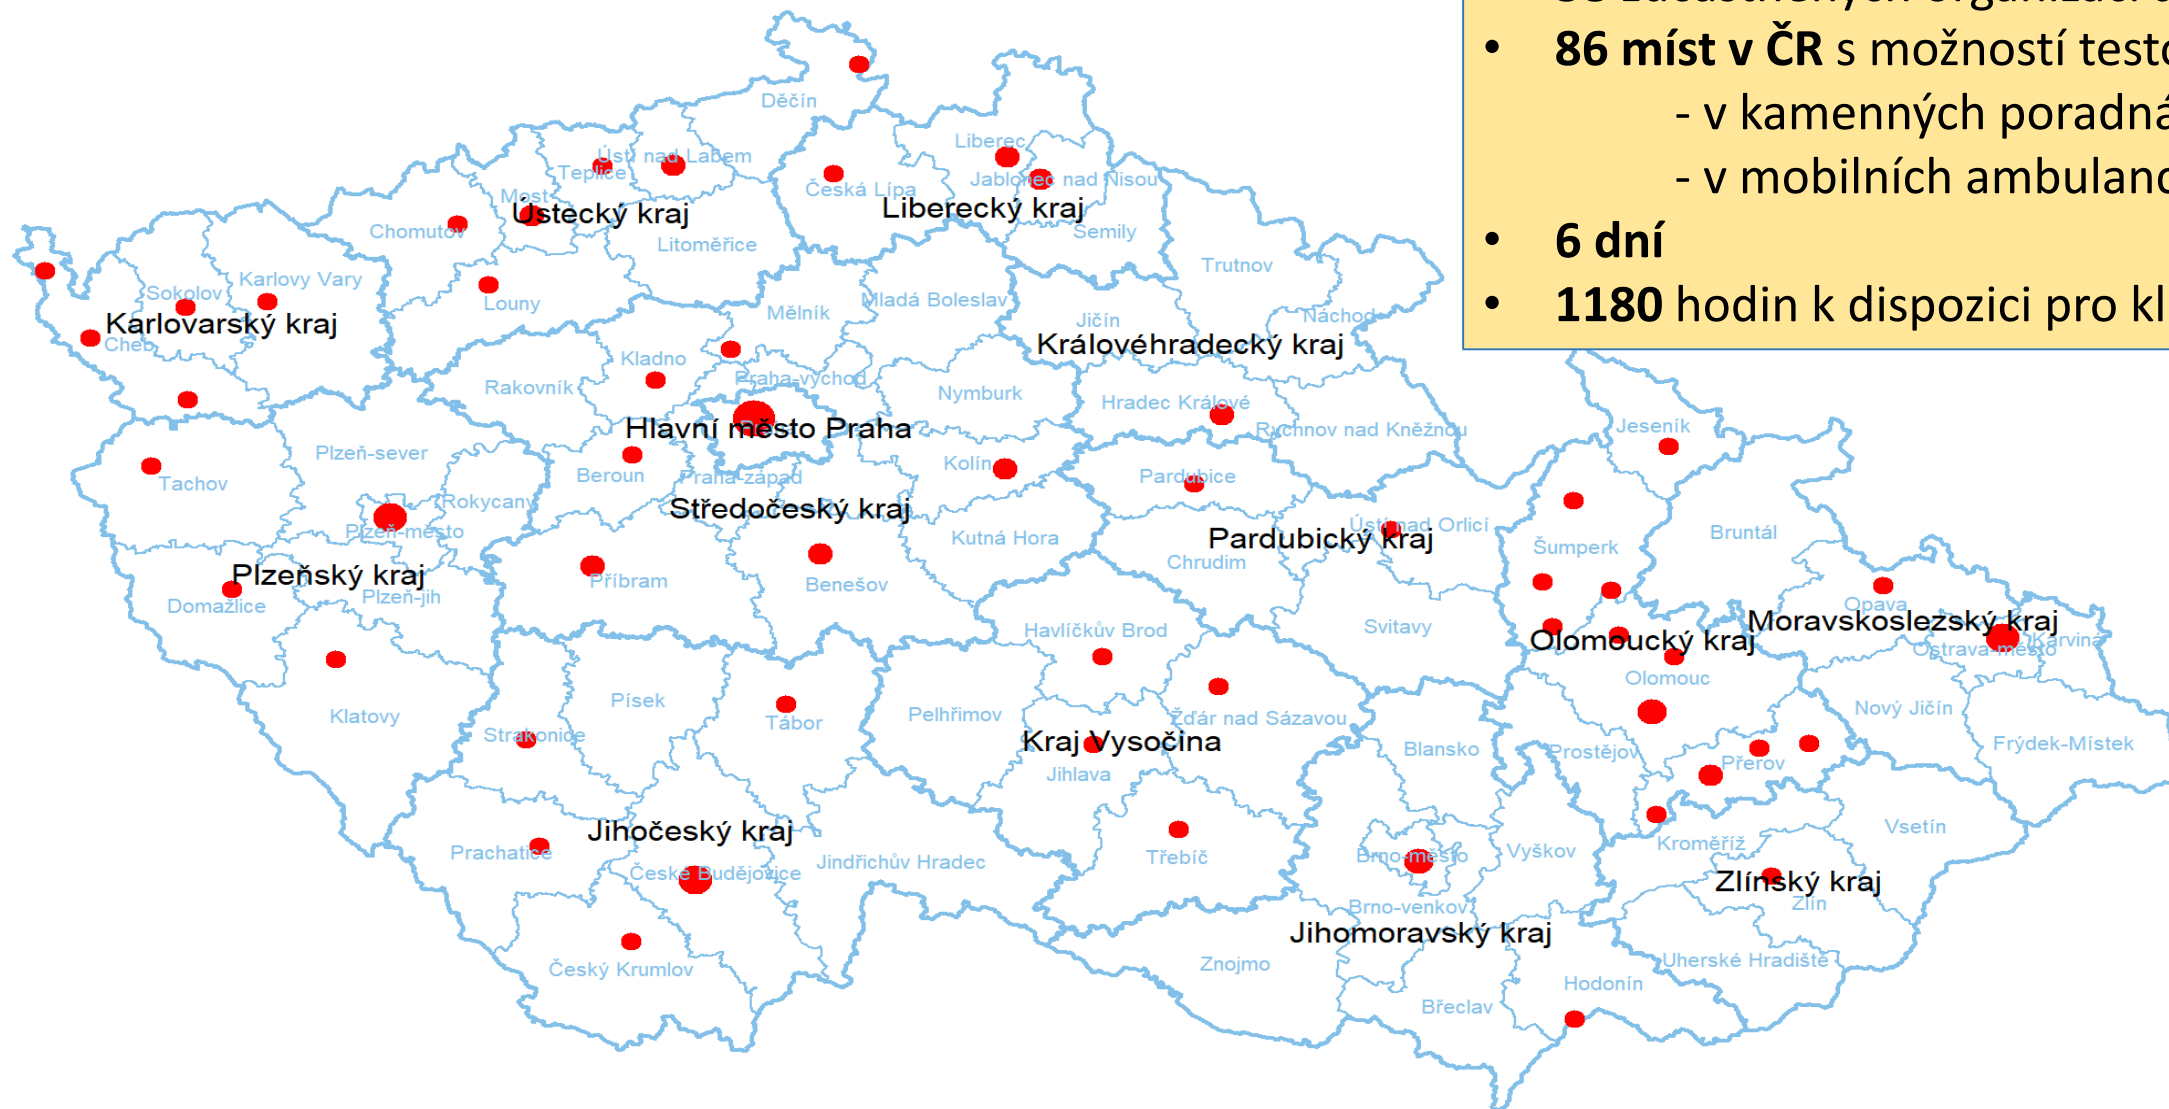 • 86 míst v ČR s možností
- v kamenných
- v mobilních
• 6 dní
• 1180 hodin k dispozici pro
Děčín
Liberec
Ústí nad Labem
Teplice
Jablonec nad Nisou
Česká Lípa
Most
Ústecký kraj
Liberecký kraj
Chomutov
Semily
Litoměřice
Trutnov
Karlovy Vary
Sokolov
Mladá Boleslav
Louny
Mělník
Náchod
Jičín
Karlovarský kraj
Cheb
Královéhradecký kraj
Kladno
Praha-východ
Rakovník
Nymburk
Hradec Králové
Jeseník
Hlavní město Praha
Rychnov nad Kněžnou
Plzeň-sever
Kolín
Beroun
Praha-západ
Pardubice
Tachov
Rokycany
Středočeský kraj
Ústí nad Orlicí
Plzeň-město
Bruntál
Kutná Hora
Pardubický kraj
Šumperk
Chrudim
Plzeňský kraj
Příbram
Benešov
Plzeň-jih
Domažlice
Opava
Moravskoslezský kraj
Svitavy
Havlíčkův Brod
Olomoucký kraj
Karviná
Ostrava-město
Olomouc
Písek
Nový Jičín
Pelhřimov
Klatovy
Žďár nad Sázavou
Tábor
Strakonice
Kraj Vysočina
Frýdek-Místek
Blansko
Prostějov
Přerov
Jihlava
Vsetín
Jihočeský kraj
Kroměříž
Vyškov
Prachatice
Brno-město
Třebíč
Jindřichův Hradec
České Budějovice
Zlínský kraj
Zlín
Brno-venkov
Jihomoravský kraj
Uherské Hradiště
Znojmo
Český Krumlov
Hodonín
Břeclav